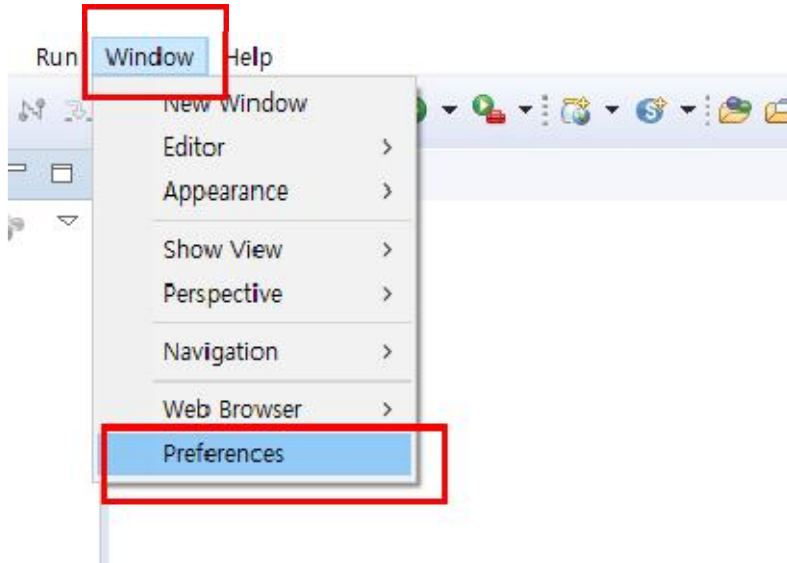 Run Window Help
New Window
Editor
Appearance
Show View
Perspective
Navigation
Web Browser
Preferences